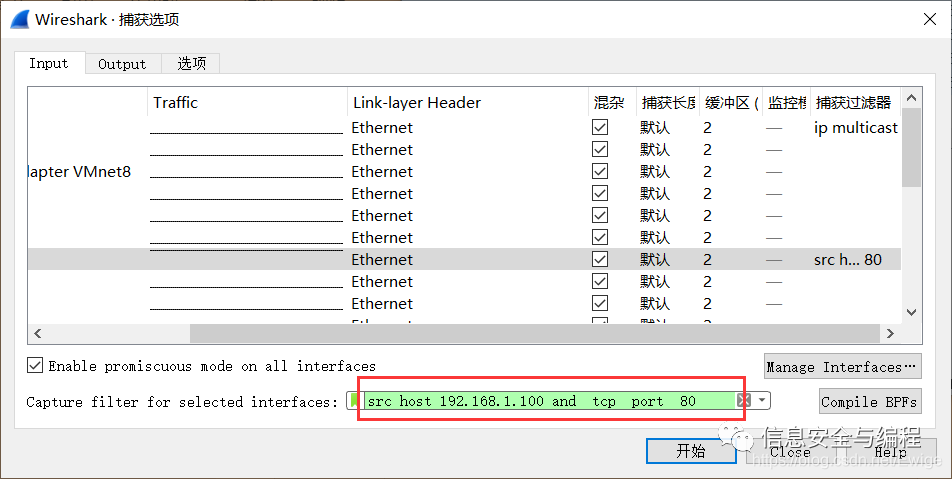 Wireshark · 捕获选项
Input Output 选项
Traffic Link-layer Header 混杂 捕获长度 缓冲区 ( 监控模 捕获过滤器
Ethernet 默认 2 — ip multicast
Ethernet 默认 2 —
lapter VMnet8 Ethernet 默认 2 —
Ethernet 默认 2 —
Ethernet 默认 2 —
Ethernet 默认 2 —
Ethernet 默认 2 — src h... 80
Ethernet 默认 2 —
Ethernet 默认 2 —
Enable promiscuous mode on all interfaces Manage Interfaces…
Capture filter for selected interfaces: src host 192.168.1.100 and tcp port 80 Compile BPFs
信息安全与编程
开始 Close Help